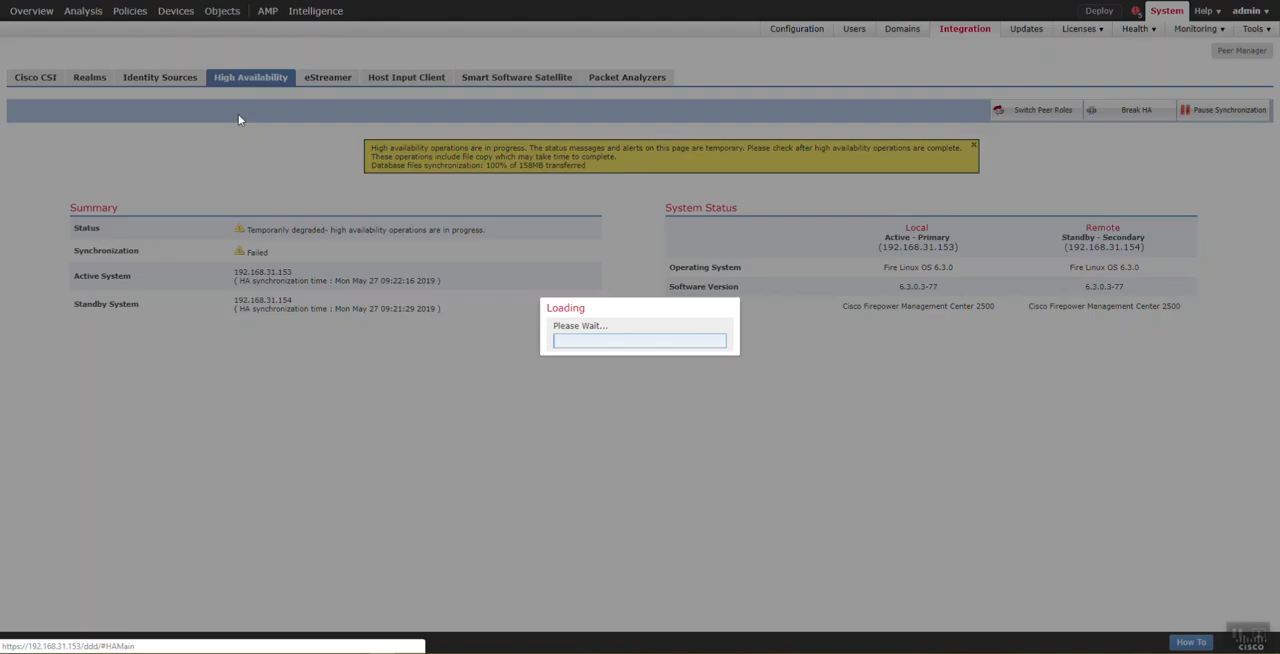 Overview Analysis Policies Devices Objects AMP Intelligence Deploy System Help admin
Configuration Users Domains Integration Updates Licenses Health Monitoring Tools
Peer Manager
Cisco CSI Realms Identity Sources High Availability eStreamer Host Input Client Smart Software Satellite Packet Analyzers
Switch Peer Roles Break HA Pause Synchronization
High availability operations are in progress. The status messages and alerts on this page are temporary. Please check after high availability operations are complete.
These operations include file copy which may take time to complete.
Database files synchronization: 100% of 158MB transferred
Summary
Status Temporarily degraded- high availability operations are in progress.
Synchronization Failed
Active System 192.168.31.153
( HA synchronization time : Mon May 27 09:22:16 2019 )
Standby System 192.168.31.154
( HA synchronization time : Mon May 27 09:21:29 2019 )
System Status
Local Remote
Active - Primary Standby - Secondary
(192.168.31.153) (192.168.31.154)
Operating System Fire Linux OS 6.3.0 Fire Linux OS 6.3.0
Software Version 6.3.0.3-77 6.3.0.3-77
Cisco Firepower Management Center 2500 Cisco Firepower Management Center 2500
Loading
Please Wait...
https://192.168.31.153/ddd/#HAMain
How To
CISCO